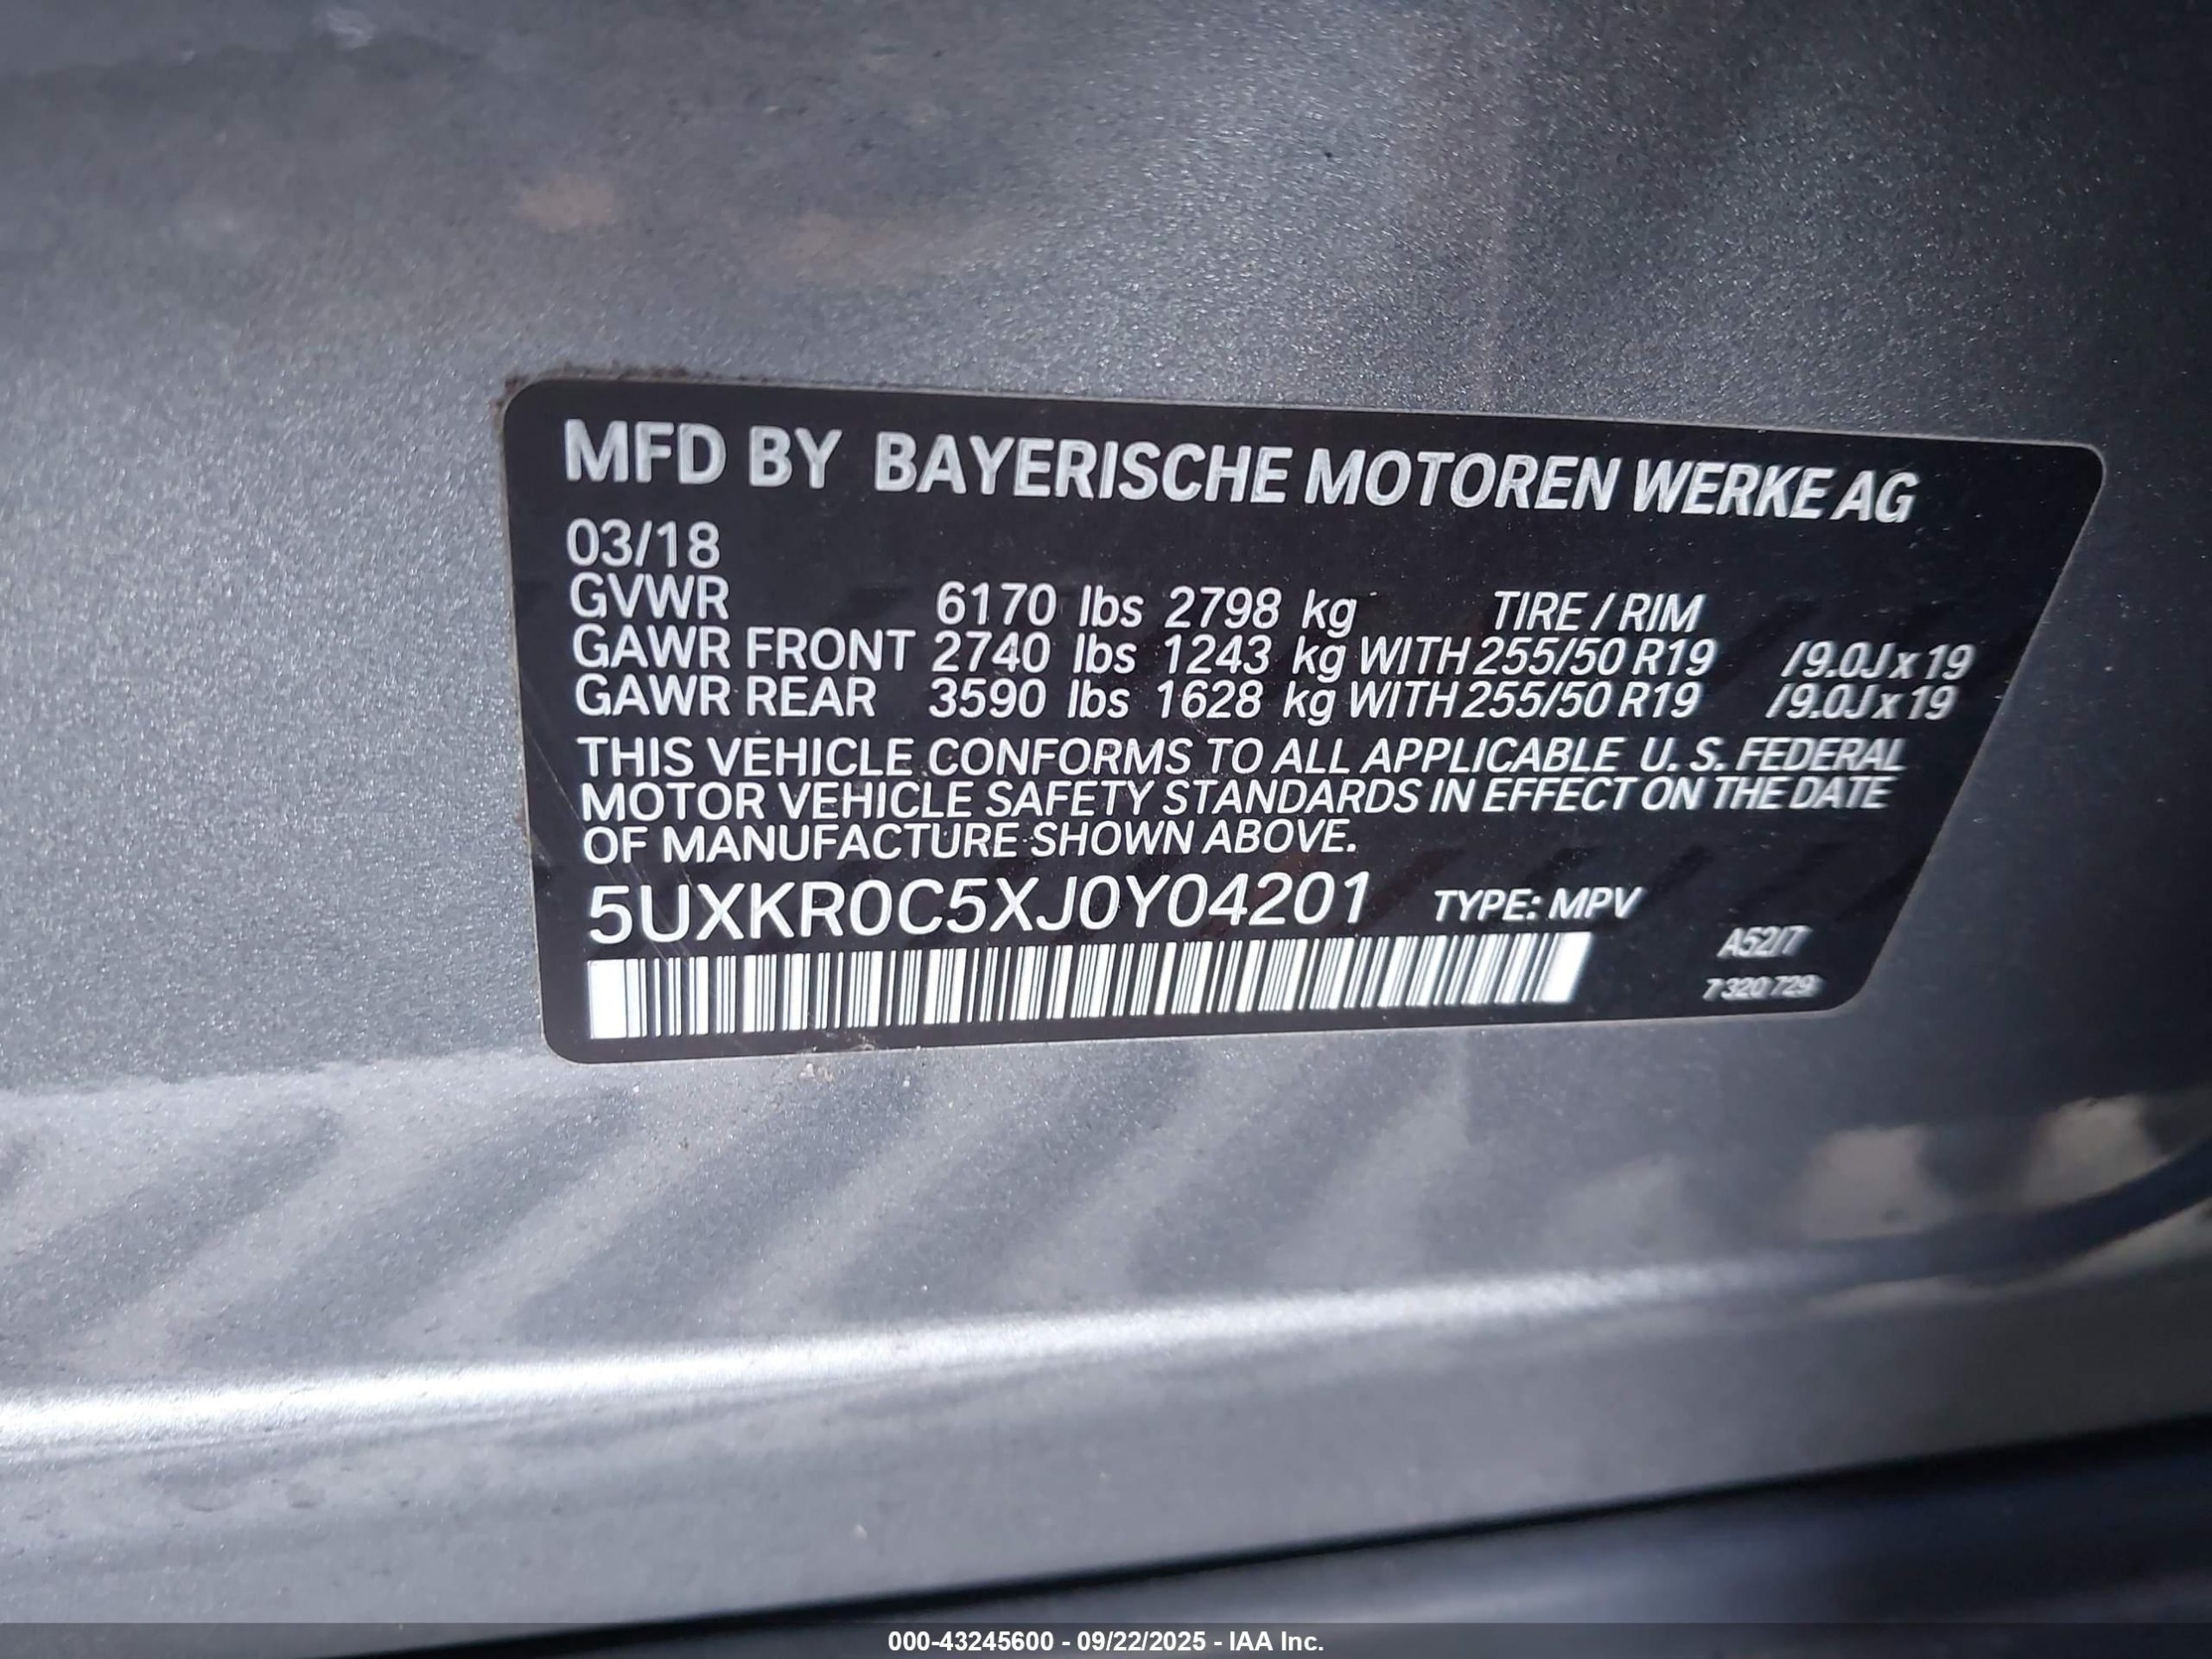 MFD BY BAYERISCHE MOTOREN WERKE AG
03/18
GVWR 6170 lbs 2798 kg TIRE / RIM
GAWR FRONT 2740 lbs 1243 kg WITH 255/50 R19 /9.0J x 19
GAWR REAR 3590 lbs 1628 kg WITH 255/50 R19 /9.0J x 19
THIS VEHICLE CONFORMS TO ALL APPLICABLE U. S. FEDERAL
MOTOR VEHICLE SAFETY STANDARDS IN EFFECT ON THE DATE
OF MANUFACTURE SHOWN ABOVE.
5UXKR0C5XJ0Y04201 TYPE: MPV
A52/7
7 320 729
000-43245600 - 09/22/2025 - IAA Inc.